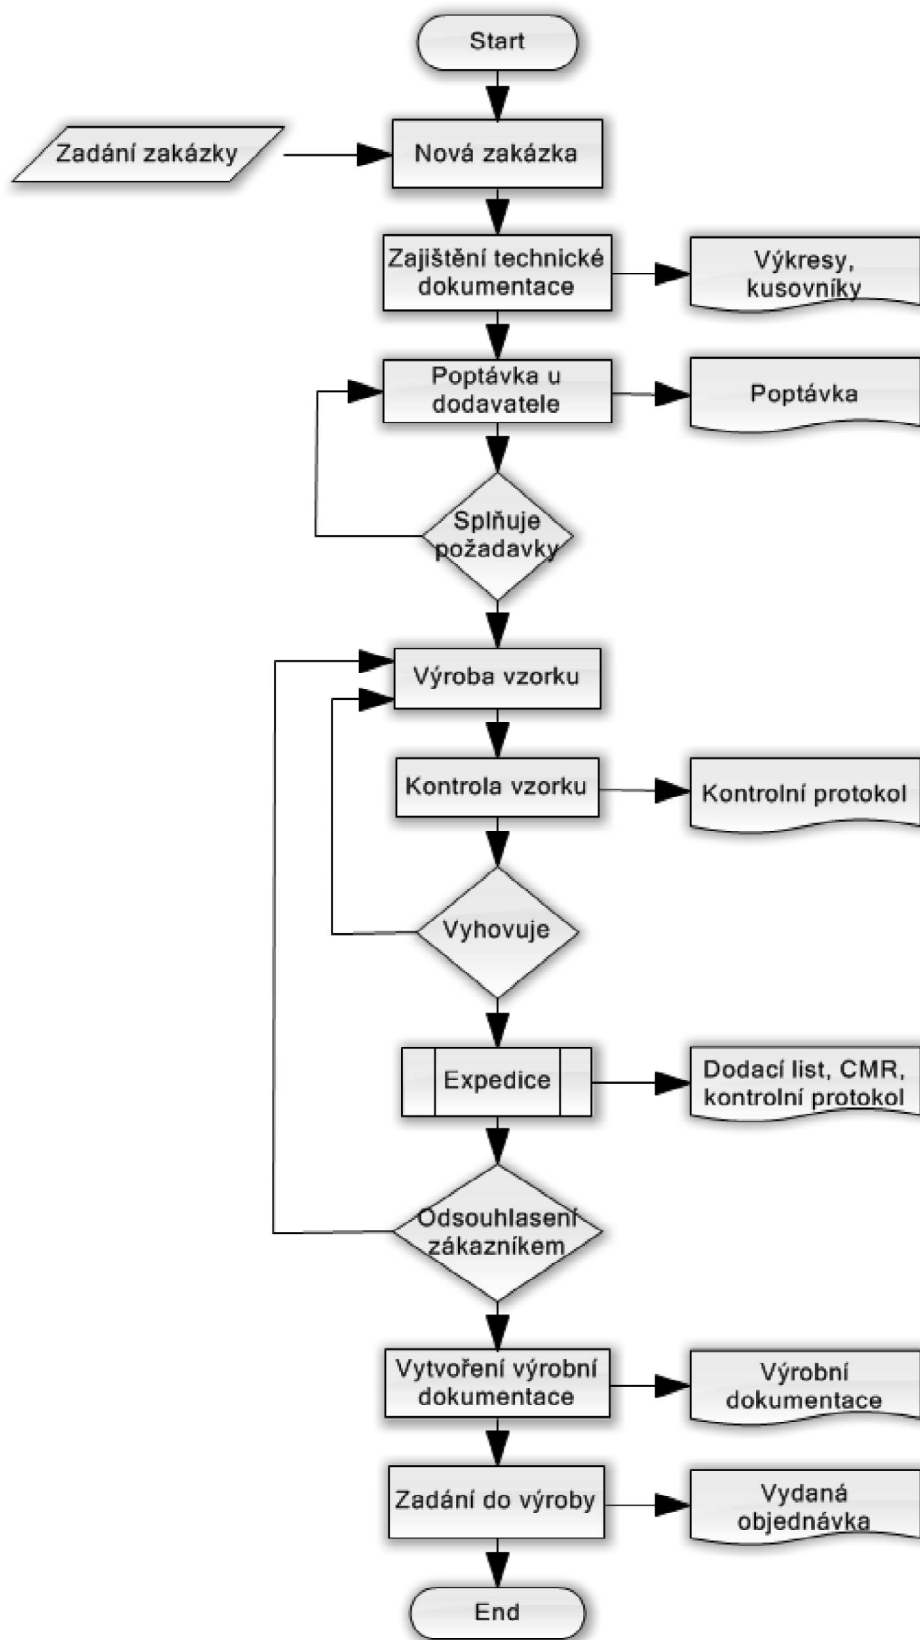 Start
Zadání zakázky
Nová zakázka
Zajištění technické
dokumentace
Výkresy,
kusovníky
Poptávka u
dodavatele
Poptávka
Splňuje
požadavky
Výroba vzorku
Kontrola vzorku
Kontrolní protokol
Vyhovuje
Expedice
Dodací list, CMR,
kontrolní protokol
Odsouhlasení
zákazníkem
Vytvoření výrobní
dokumentace
Výrobní
dokumentace
Zadání do výroby
Vydaná
objednávka
End